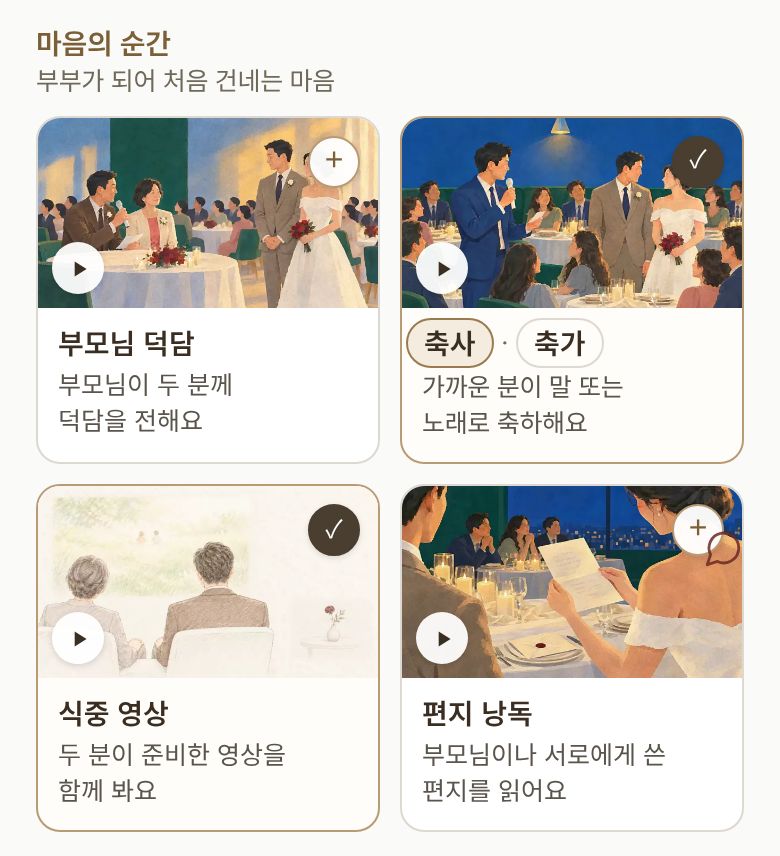 마음의 순간
부부가 되어 처음 건네는 마음
부모님 덕담
부모님이 두 분께
덕담을 전해요
축사 · 축가
가까운 분이 말 또는
노래로 축하해요
식중 영상
두 분이 준비한 영상을
함께 봐요
편지 낭독
부모님이나 서로에게 쓴
편지를 읽어요